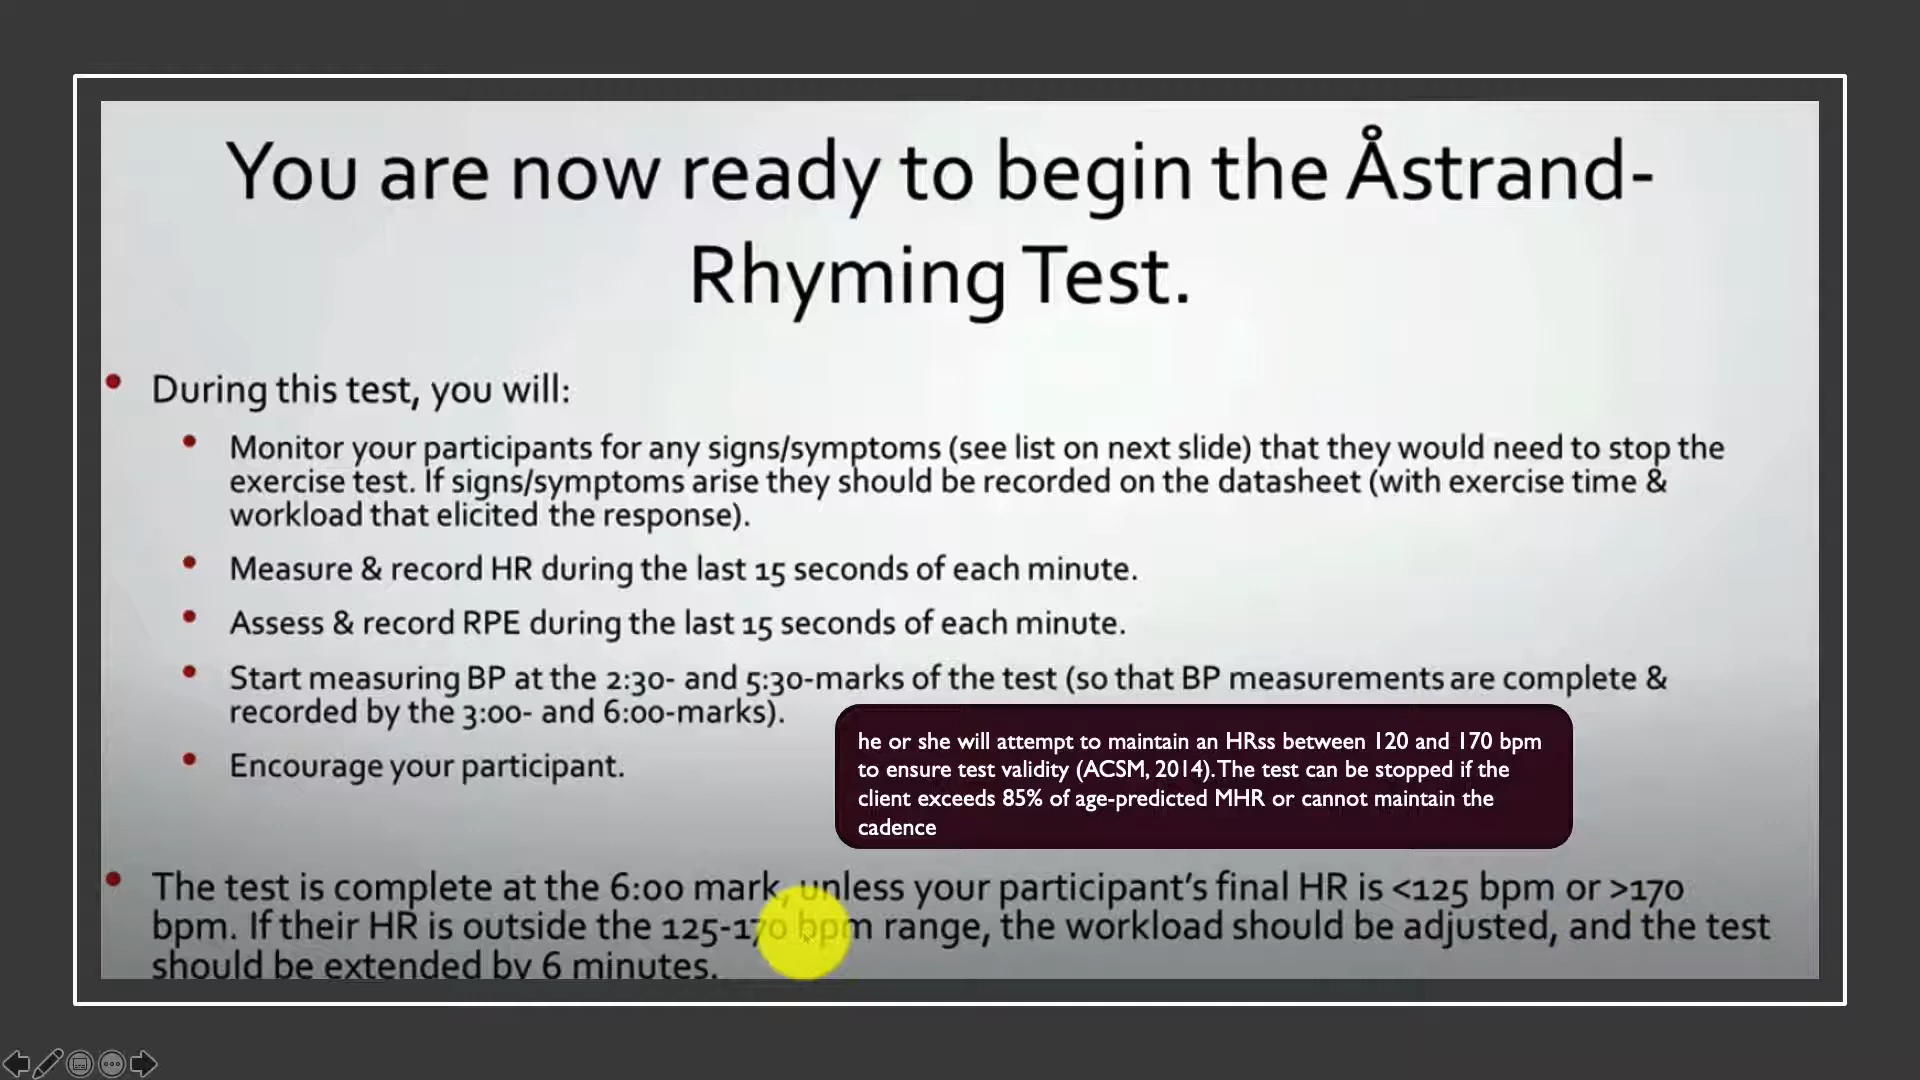 You are now ready to begin the Åstrand-
Rhyming Test.
During this test, you will:
Monitor your participants for any signs/symptoms (see list on next slide) that they would need to stop the
exercise test. If signs/symptoms arise they should be recorded on the datasheet (with exercise time &
workload that elicited the response).
Measure & record HR during the last 15 seconds of each minute.
Assess & record RPE during the last 15 seconds of each minute.
Start measuring BP at the 2:30- and 5:30-marks of the test (so that BP measurements are complete &
recorded by the 3:00- and 6:00-marks).
Encourage your participant.
he or she will attempt to maintain an HRss between 120 and 170 bpm
to ensure test validity (ACSM, 2014). The test can be stopped if the
client exceeds 85% of age-predicted MHR or cannot maintain the
cadence
The test is complete at the 6:00 mark, unless your participant's final HR is <125 bpm or >170
bpm. If their HR is outside the 125-170 bpm range, the workload should be adjusted, and the test
should be extended by 6 minutes.